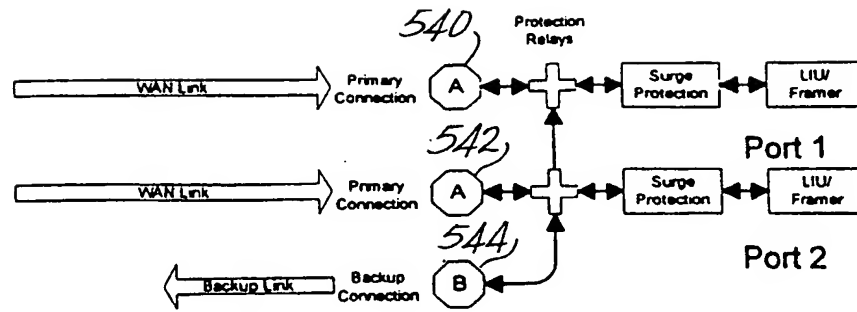 540
Protection
Relays
WAN Link
Primary
Connection
A
Surge
Protection
LIU/
Framer
Port 1
542
WAN Link
Primary
Connection
A
Surge
Protection
LIU/
Framer
Port 2
544
Backup Link
Backup
Connection
B